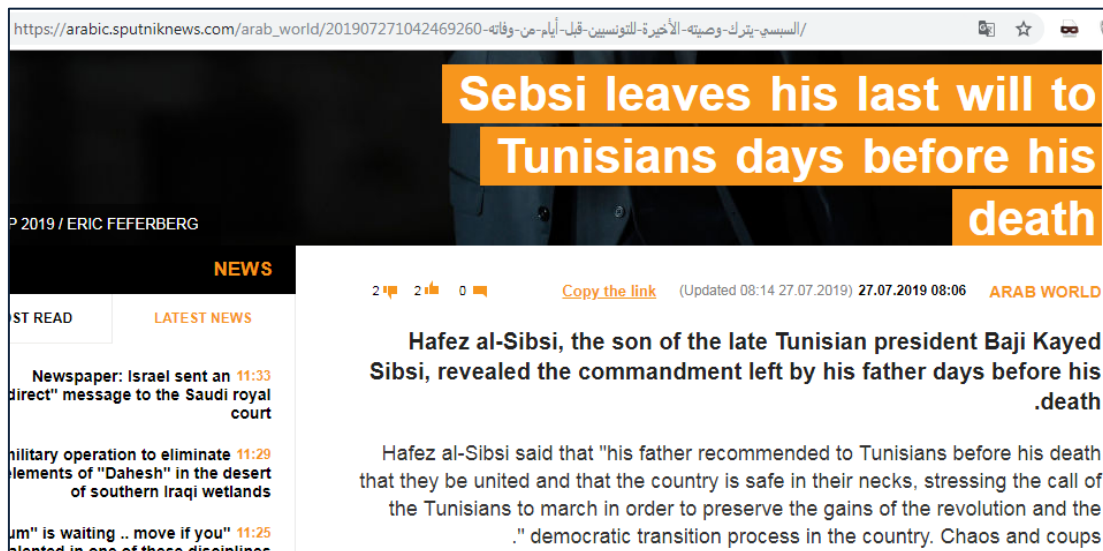 https://arabic.sputniknews.com/arab_world/201907271042469260-السبسي-يترك-وصيته-الأخيرة-للتونسيين-قبل-أيام-من-وفاته/
Sebsi leaves his last will to
Tunisians days before his
death
P 2019 / ERIC FEFERBERG
NEWS
ST READ
LATEST NEWS
Newspaper: Israel sent an 11:33
direct" message to the Saudi royal
court
military operation to eliminate 11:29
elements of "Dahesh" in the desert
of southern Iraqi wetlands
um" is waiting .. move if you" 11:25
talented in one of these disciplines
2 2 0 Copy the link (Updated 08:14 27.07.2019) 27.07.2019 08:06 ARAB WORLD
Hafez al-Sibsi, the son of the late Tunisian president Baji Kayed
Sibsi, revealed the commandment left by his father days before his
.death
Hafez al-Sibsi said that "his father recommended to Tunisians before his death
that they be united and that the country is safe in their necks, stressing the call of
the Tunisians to march in order to preserve the gains of the revolution and the
." democratic transition process in the country. Chaos and coups